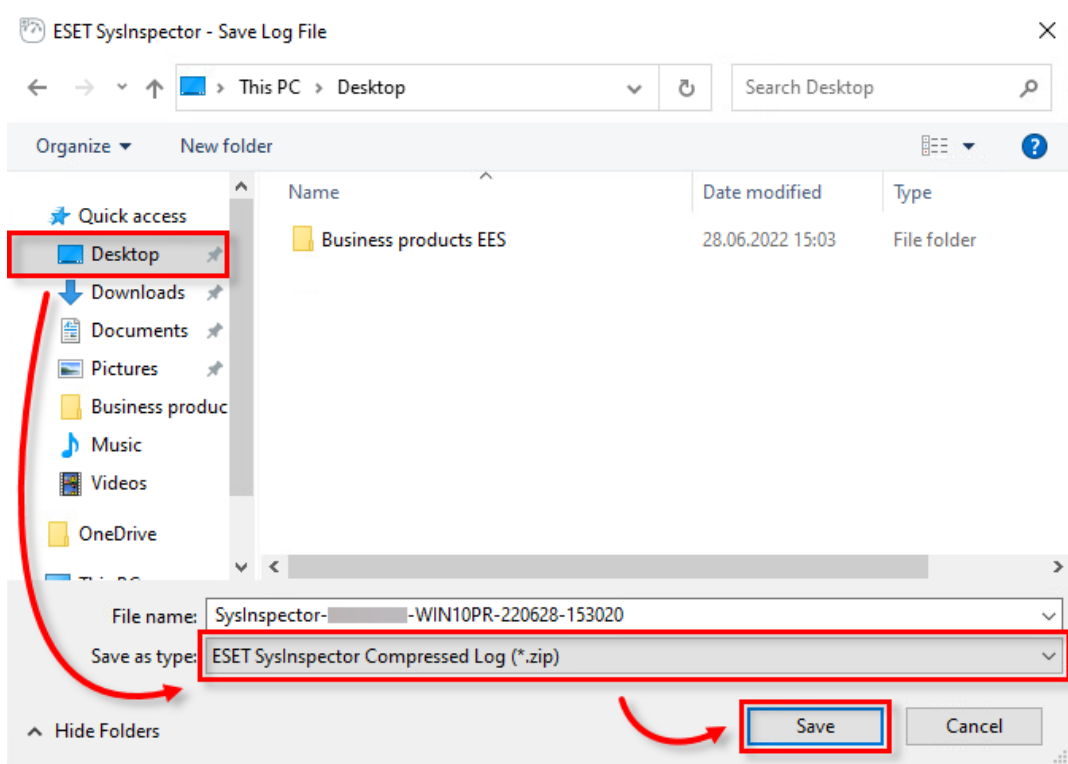 ESET SysInspector - Save Log File
This PC > Desktop
Search Desktop
Organize
New folder
?
Name
Date modified
Type
Quick access
Desktop
Downloads
Documents
Pictures
Business produc
Music
Videos
OneDrive
Business products EES
28.06.2022 15:03
File folder
File name:
SysInspector-
-WIN10PR-220628-153020
Save as type:
ESET SysInspector Compressed Log (*.zip)
Hide Folders
Save
Cancel